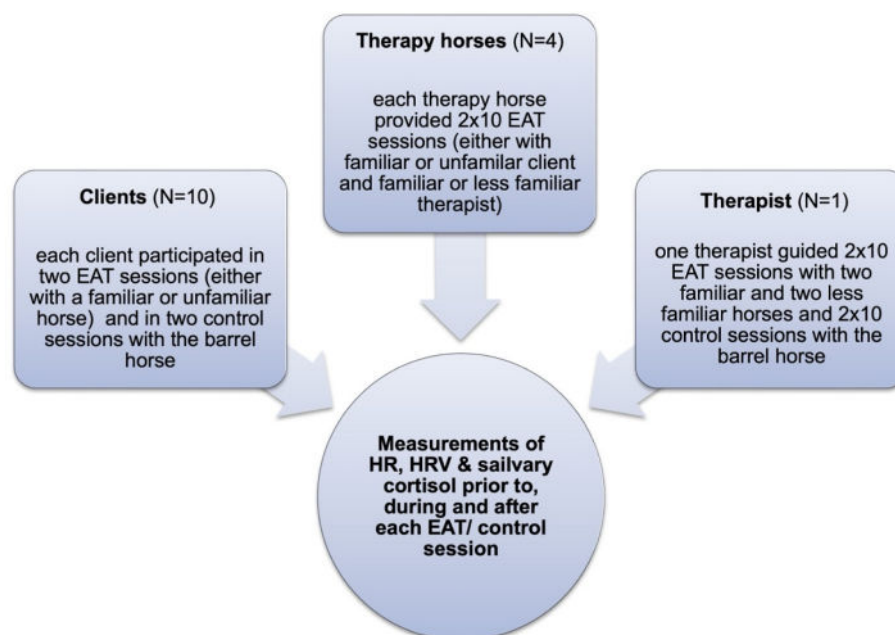 Therapy horses (N=4)
each therapy horse
provided 2x10 EAT
sessions (either with
familiar or unfamilar client
and familiar or less familiar
therapist)
Clients (N=10)
each client participated in
two EAT sessions (either
with a familiar or unfamiliar
horse) and in two control
sessions with the barrel
horse
Therapist (N=1)
one therapist guided 2x10
EAT sessions with two
familiar and two less
familiar horses and 2x10
control sessions with the
barrel horse
Measurements of
HR, HRV & sailvary
cortisol prior to,
during and after
each EAT/ control
session